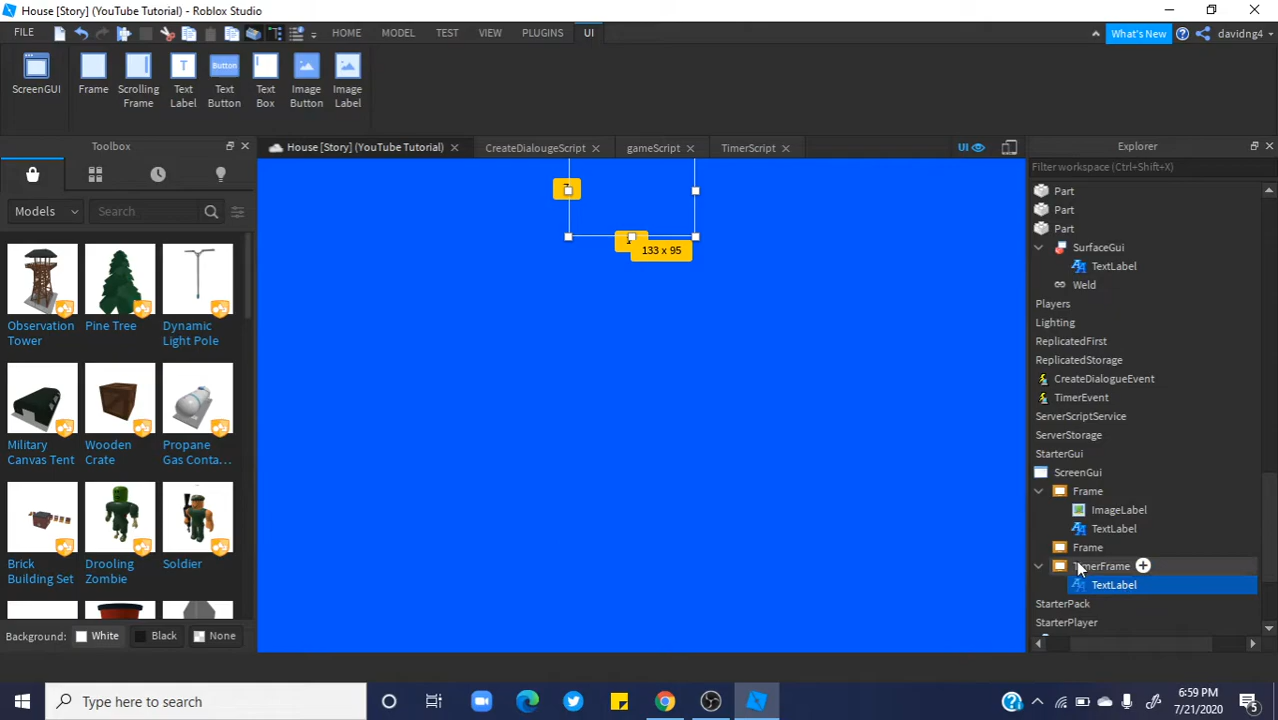 House [Story] (YouTube Tutorial) - Roblox Studio
FILE
HOME
MODEL
TEST
VIEW
PLUGINS
UI
What's New
davidng4
ScreenGUI
Frame
Scrolling
Frame
Text
Label
Text
Button
Text
Box
Image
Button
Image
Label
T
Button
Toolbox
House [Story] (YouTube Tutorial)
CreateDialougeScript
gameScript
TimerScript
UI
Explorer
Filter workspace (Ctrl+Shift+X)
Models
Search
Observation
Tower
Pine Tree
Dynamic
Light Pole
Military
Canvas Tent
Wooden
Crate
Propane
Gas Conta...
Brick
Building Set
Drooling
Zombie
Soldier
Background:
White
Black
None
133 x 95
Part
Part
Part
SurfaceGui
TextLabel
Weld
Players
Lighting
ReplicatedFirst
ReplicatedStorage
CreateDialogueEvent
TimerEvent
ServerScriptService
ServerStorage
StarterGui
ScreenGui
Frame
ImageLabel
TextLabel
Frame
TimerFrame
TextLabel
StarterPack
StarterPlayer
Type here to search
6:59 PM
7/21/2020
5